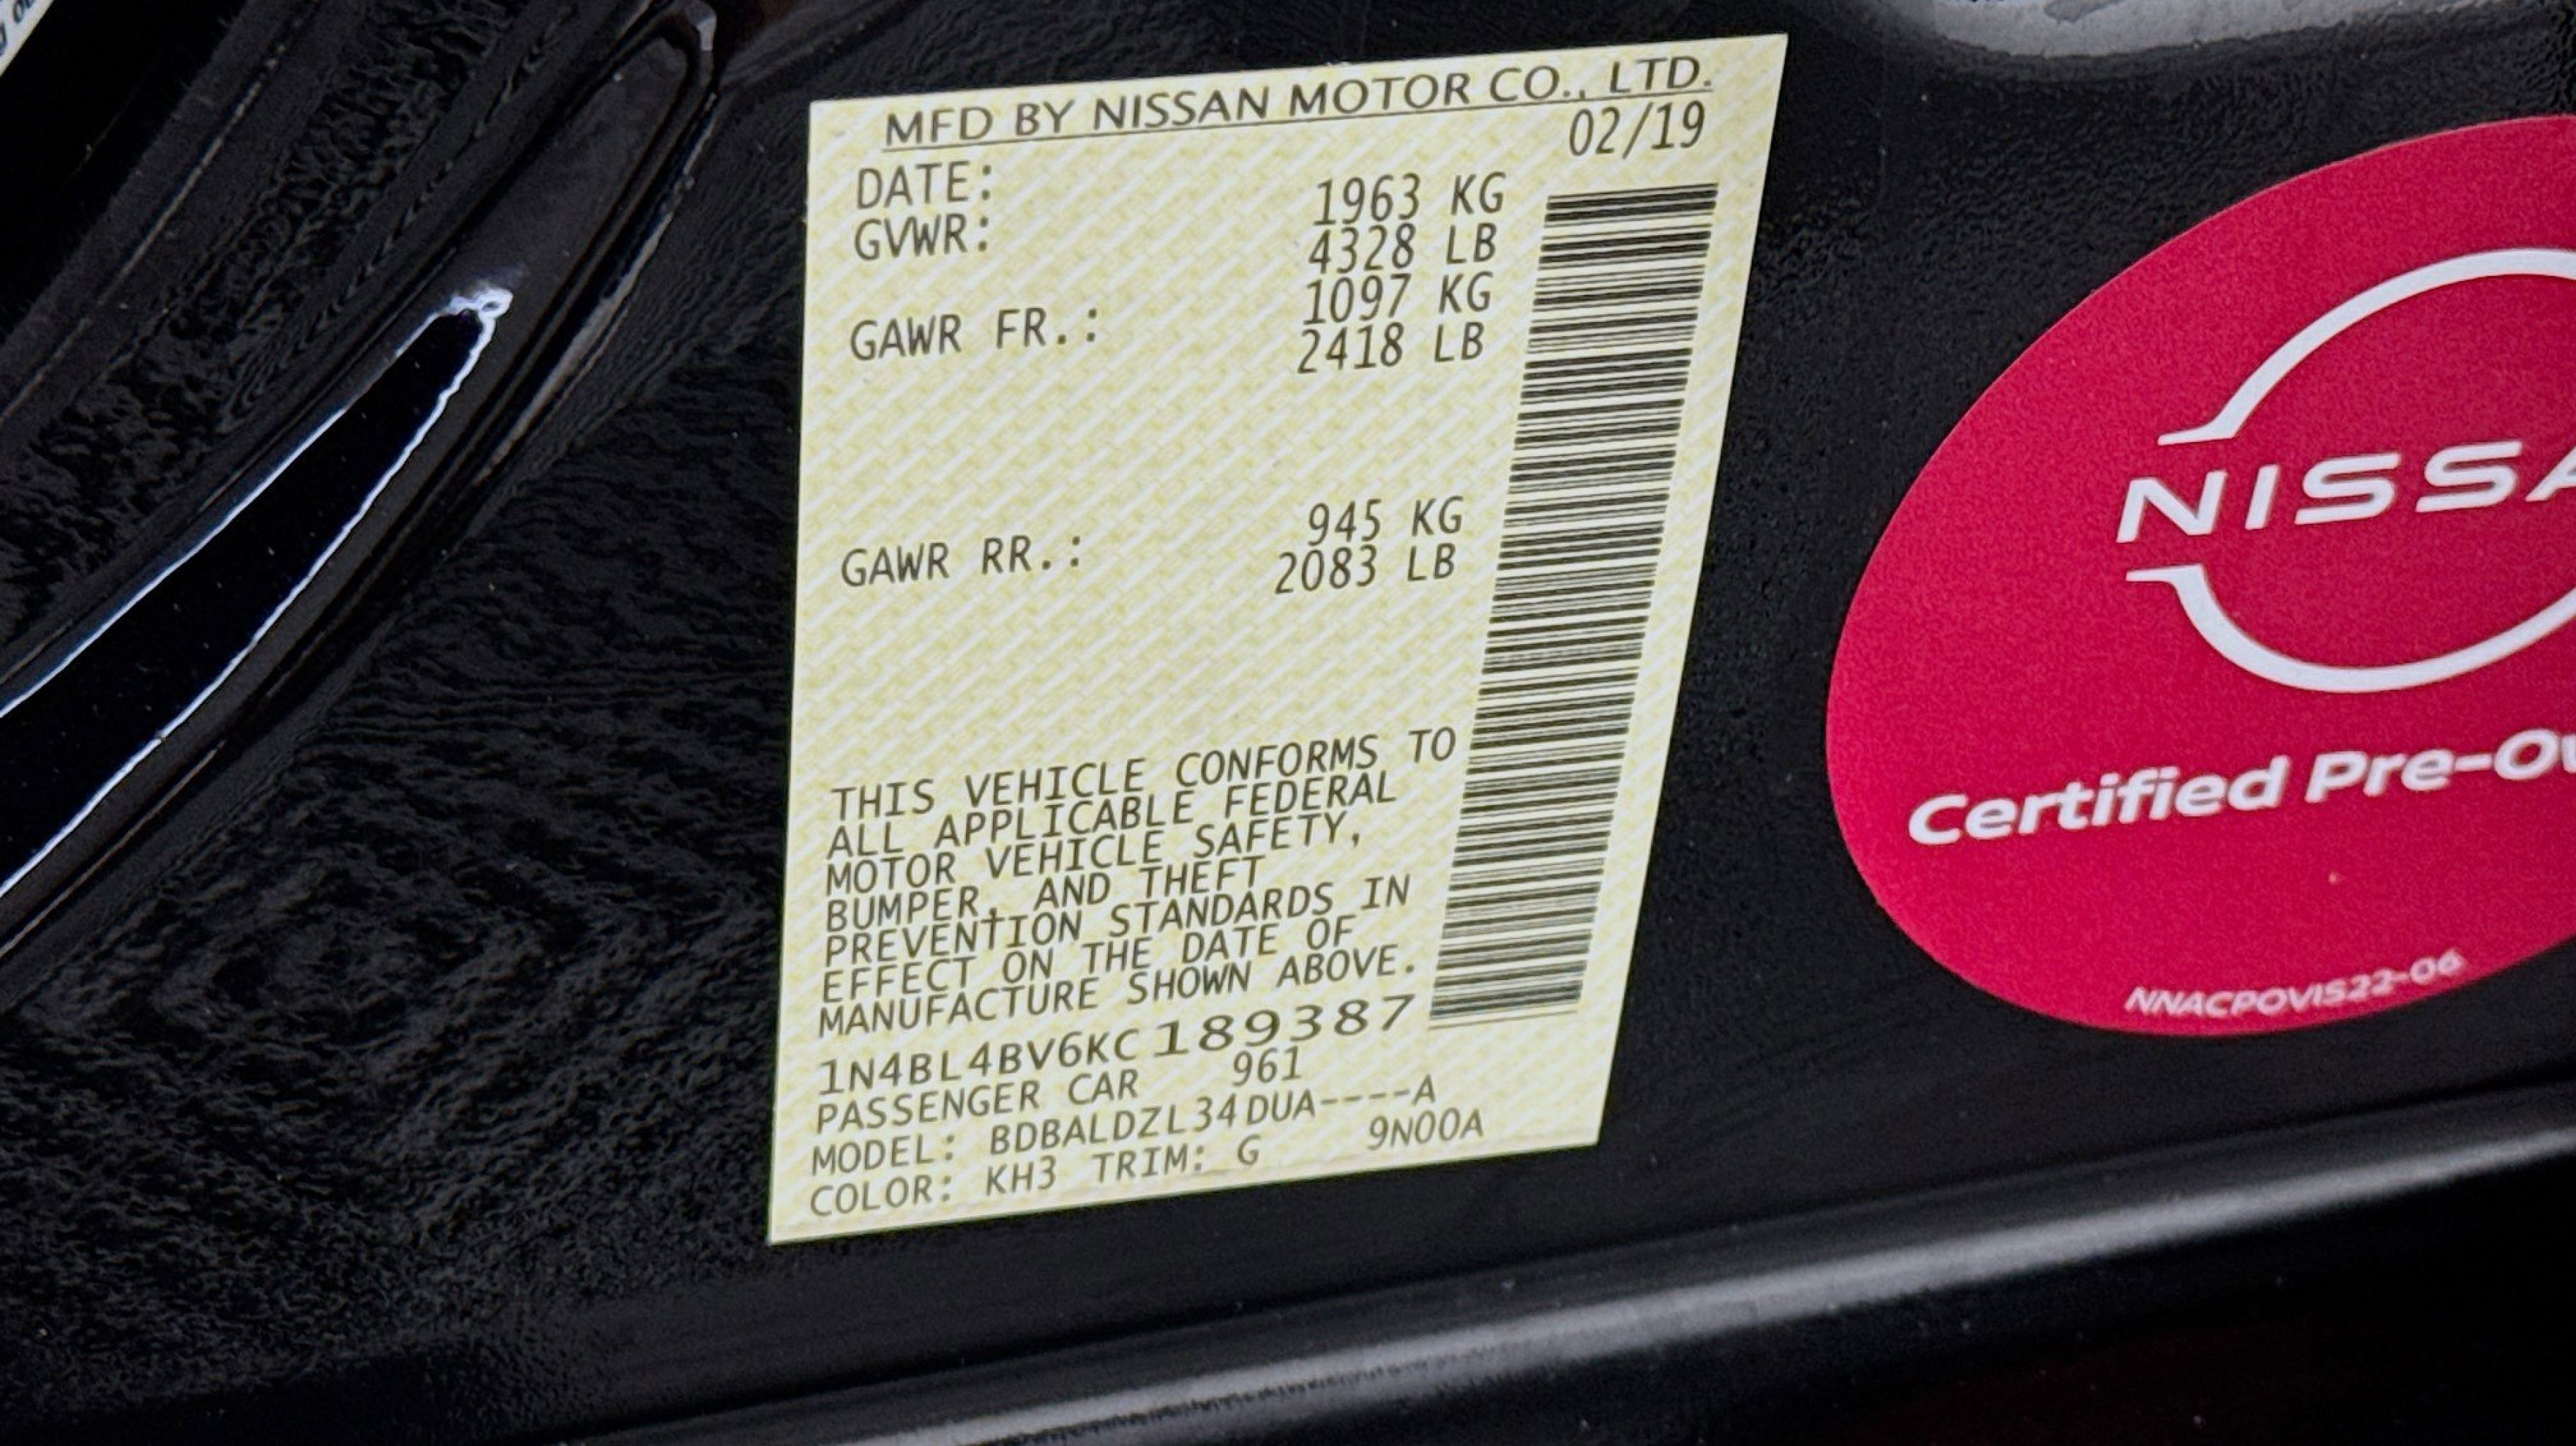 MFD BY NISSAN MOTOR CO., LTD.
DATE: 02/19
GVWR: 1963 KG
4328 LB
GAWR FR.: 1097 KG
2418 LB
GAWR RR.: 945 KG
2083 LB
THIS VEHICLE CONFORMS TO
ALL APPLICABLE FEDERAL
MOTOR VEHICLE SAFETY,
BUMPER, AND THEFT
PREVENTION STANDARDS IN
EFFECT ON THE DATE OF
MANUFACTURE SHOWN ABOVE.
1N4BL4BV6KC189387
PASSENGER CAR 961
MODEL: BDBALDZL34DUA----A
COLOR: KH3 TRIM: G 9N00A
NISSA
Certified Pre-Ow
NNACPOVIS22-06